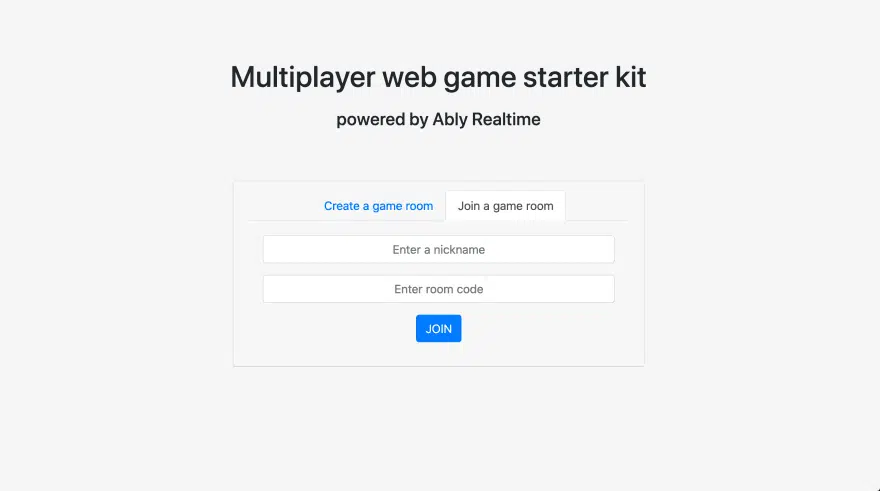 Multiplayer web game starter kit
powered by Ably Realtime
Create a game room Join a game room
Enter a nickname
Enter room code
JOIN